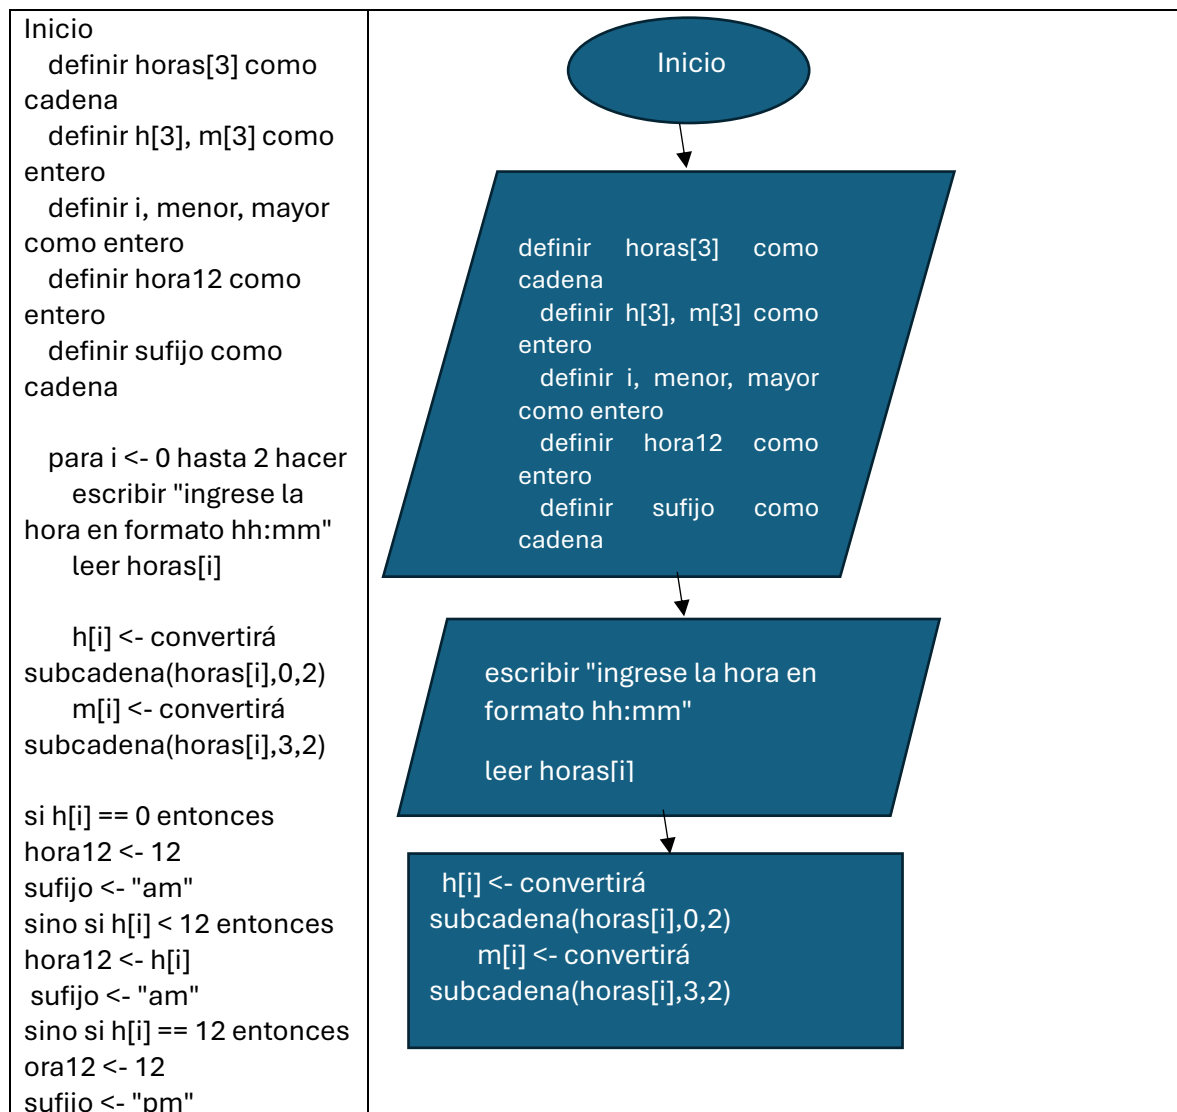 Inicio
definir horas[3] como
cadena
definir h[3], m[3] como
entero
definir i, menor, mayor
como entero
definir hora12 como
entero
definir sufijo como
cadena
para i <- 0 hasta 2 hacer
escribir "ingrese la
hora en formato hh:mm"
leer horas[i]
h[i] <- convertirá
subcadena(horas[i],0,2)
m[i] <- convertirá
subcadena(horas[i],3,2)
si h[i] == 0 entonces
hora12 <- 12
sufijo <- "am"
sino si h[i] < 12 entonces
hora12 <- h[i]
sufijo <- "am"
sino si h[i] == 12 entonces
ora12 <- 12
sufijo <- "pm"
Inicio
definir horas[3] como
cadena
definir h[3], m[3] como
entero
definir i, menor, mayor
como entero
definir hora12 como
entero
definir sufijo como
cadena
escribir "ingrese la hora en
formato hh:mm"
leer horas[i]
h[i] <- convertirá
subcadena(horas[i],0,2)
m[i] <- convertirá
subcadena(horas[i],3,2)